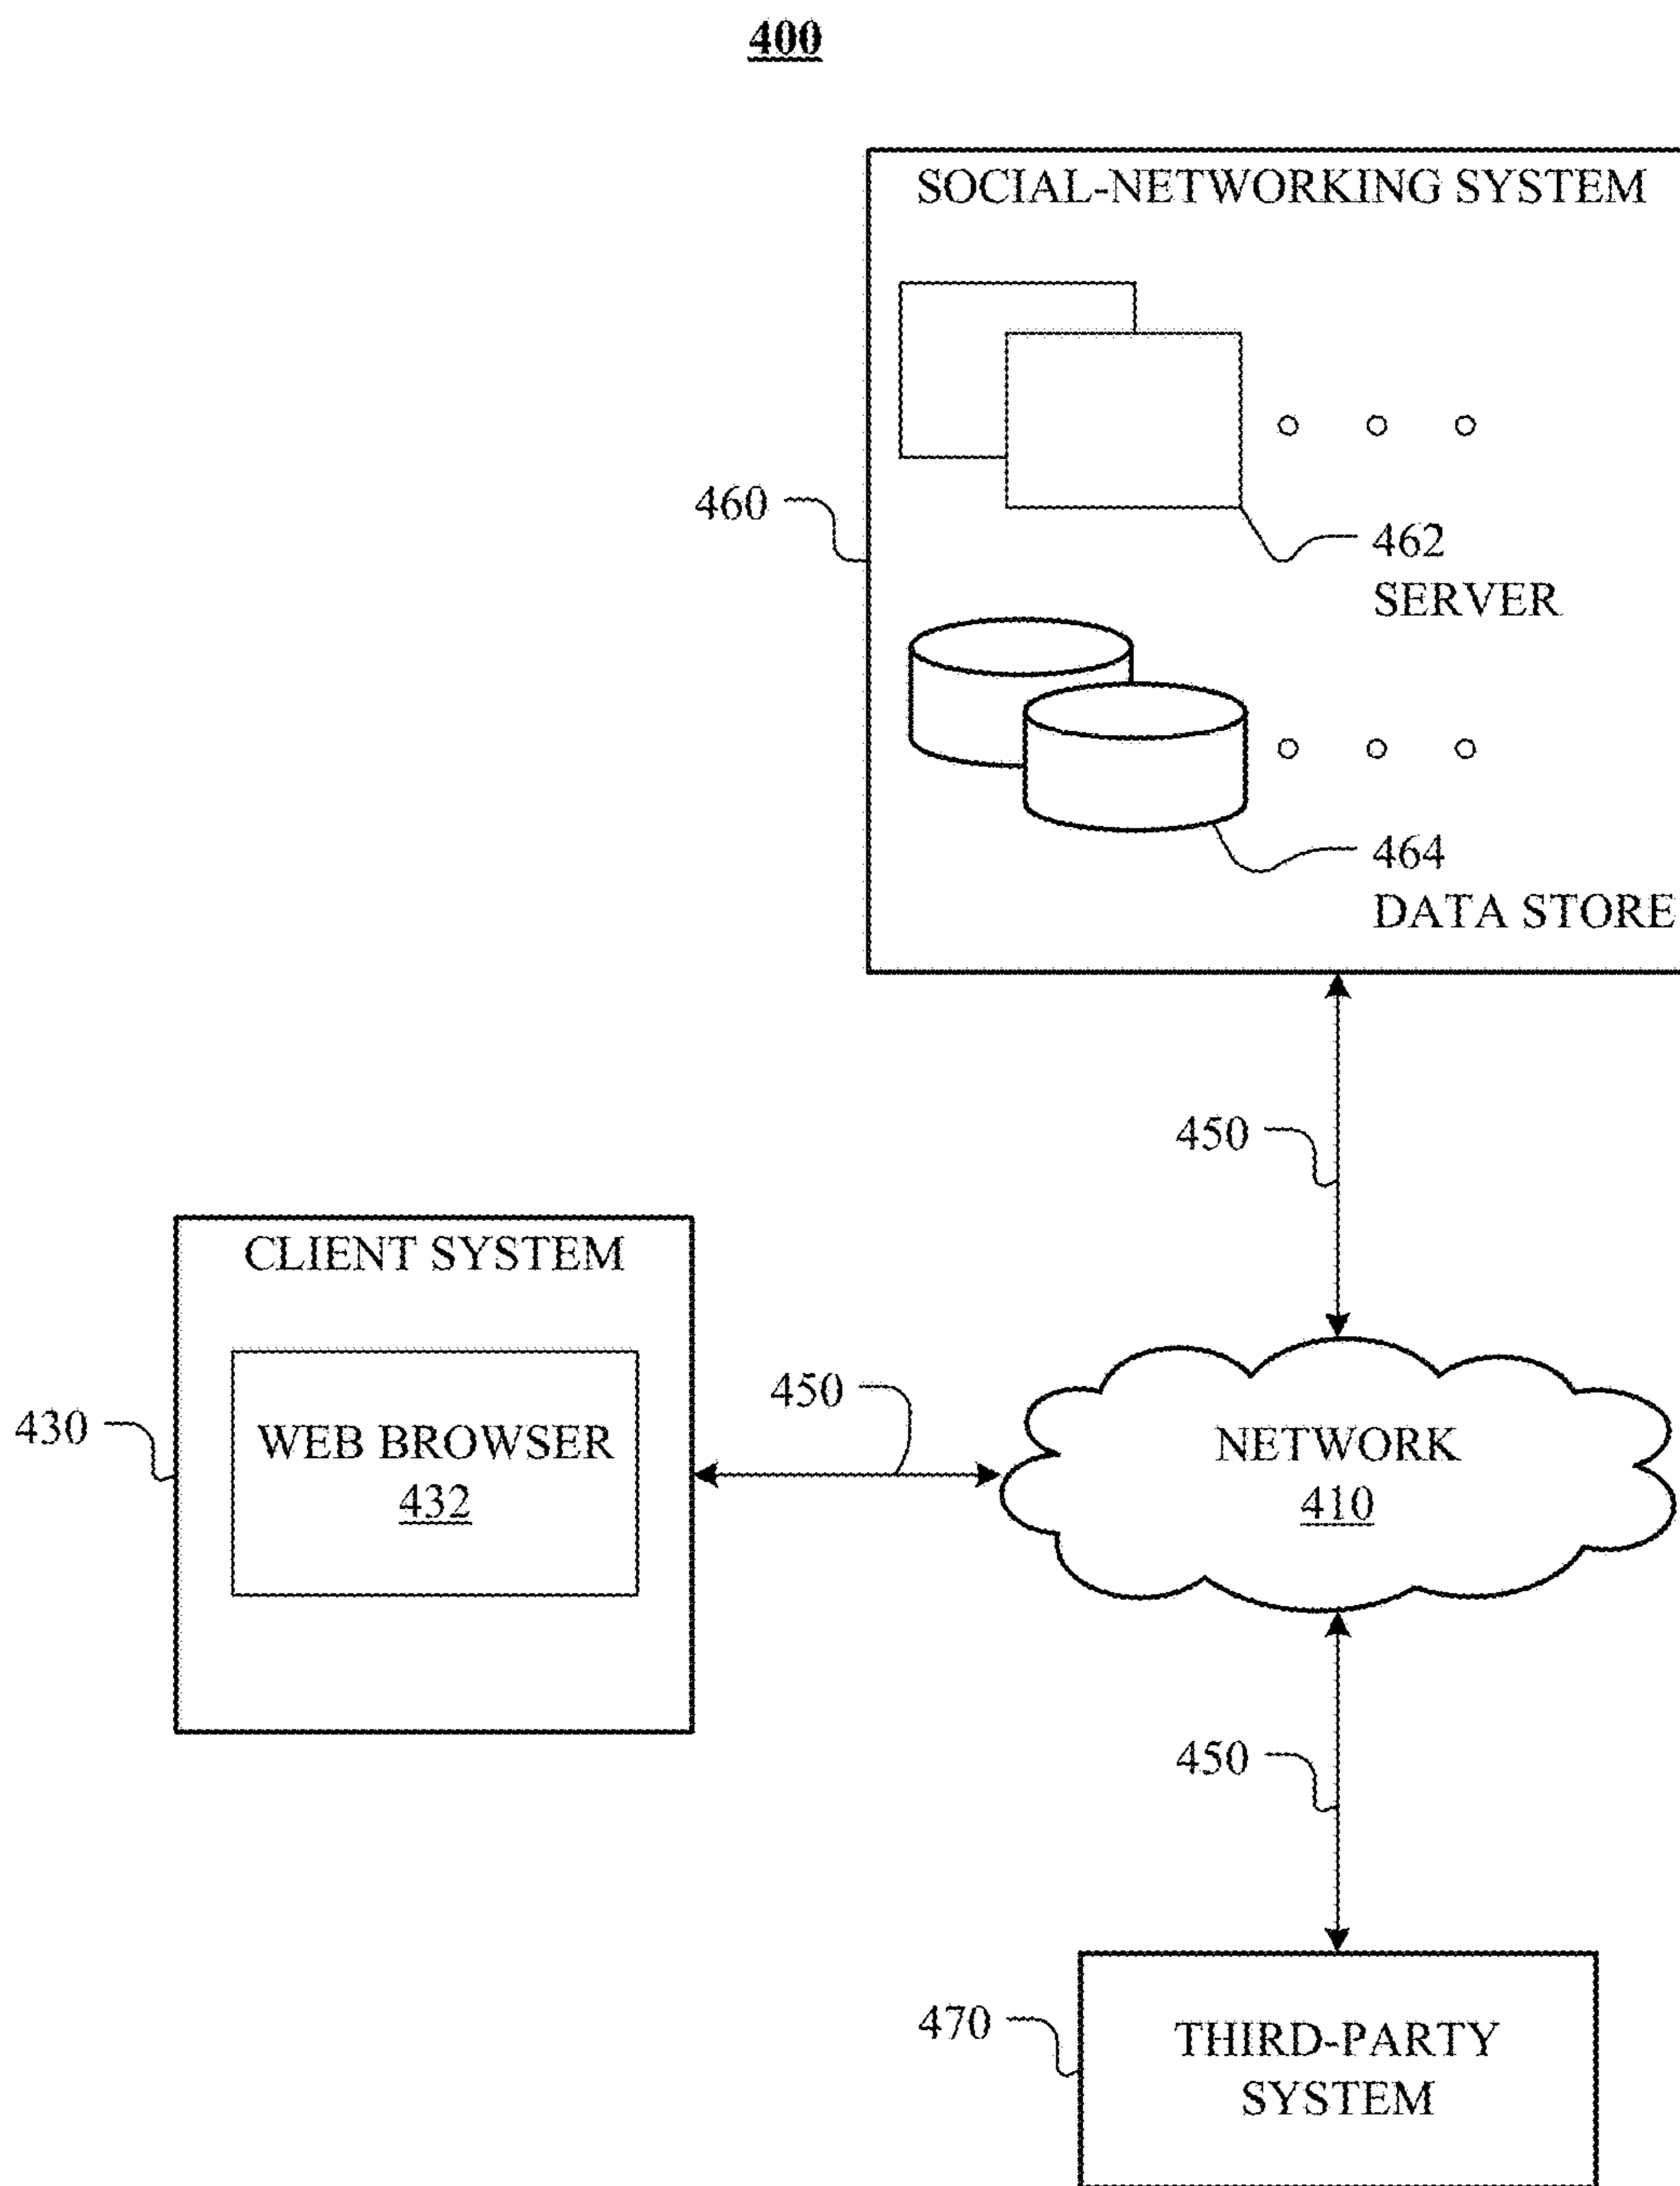 400
SOCIAL-NETWORKING SYSTEM
460
462
SERVER
464
DATA STORE
450
CLIENT SYSTEM
430
WEB BROWSER
432
450
NETWORK
410
450
470
THIRD-PARTY
SYSTEM